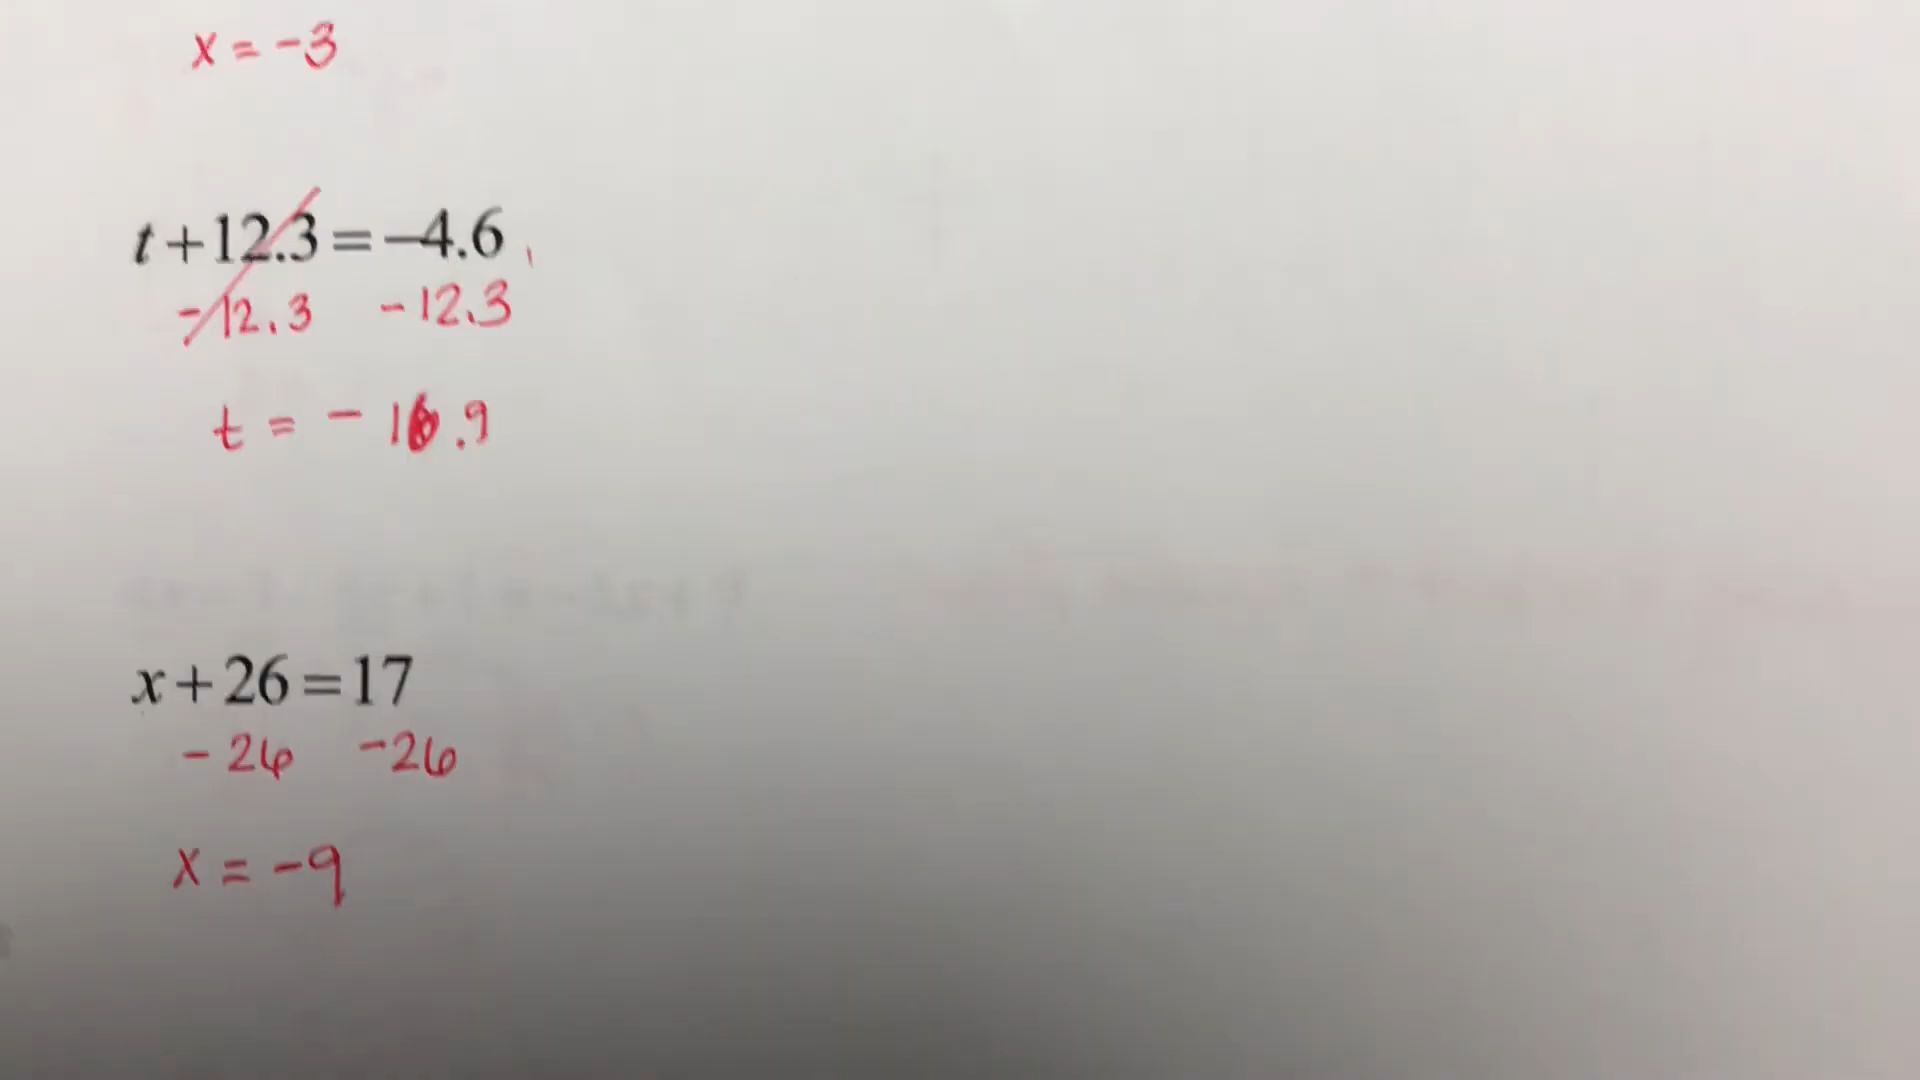 x = -3
t+12.3=-4.6
-12.3 -12.3
t = - 16.9
x+26=17
-26 -26
x = -9